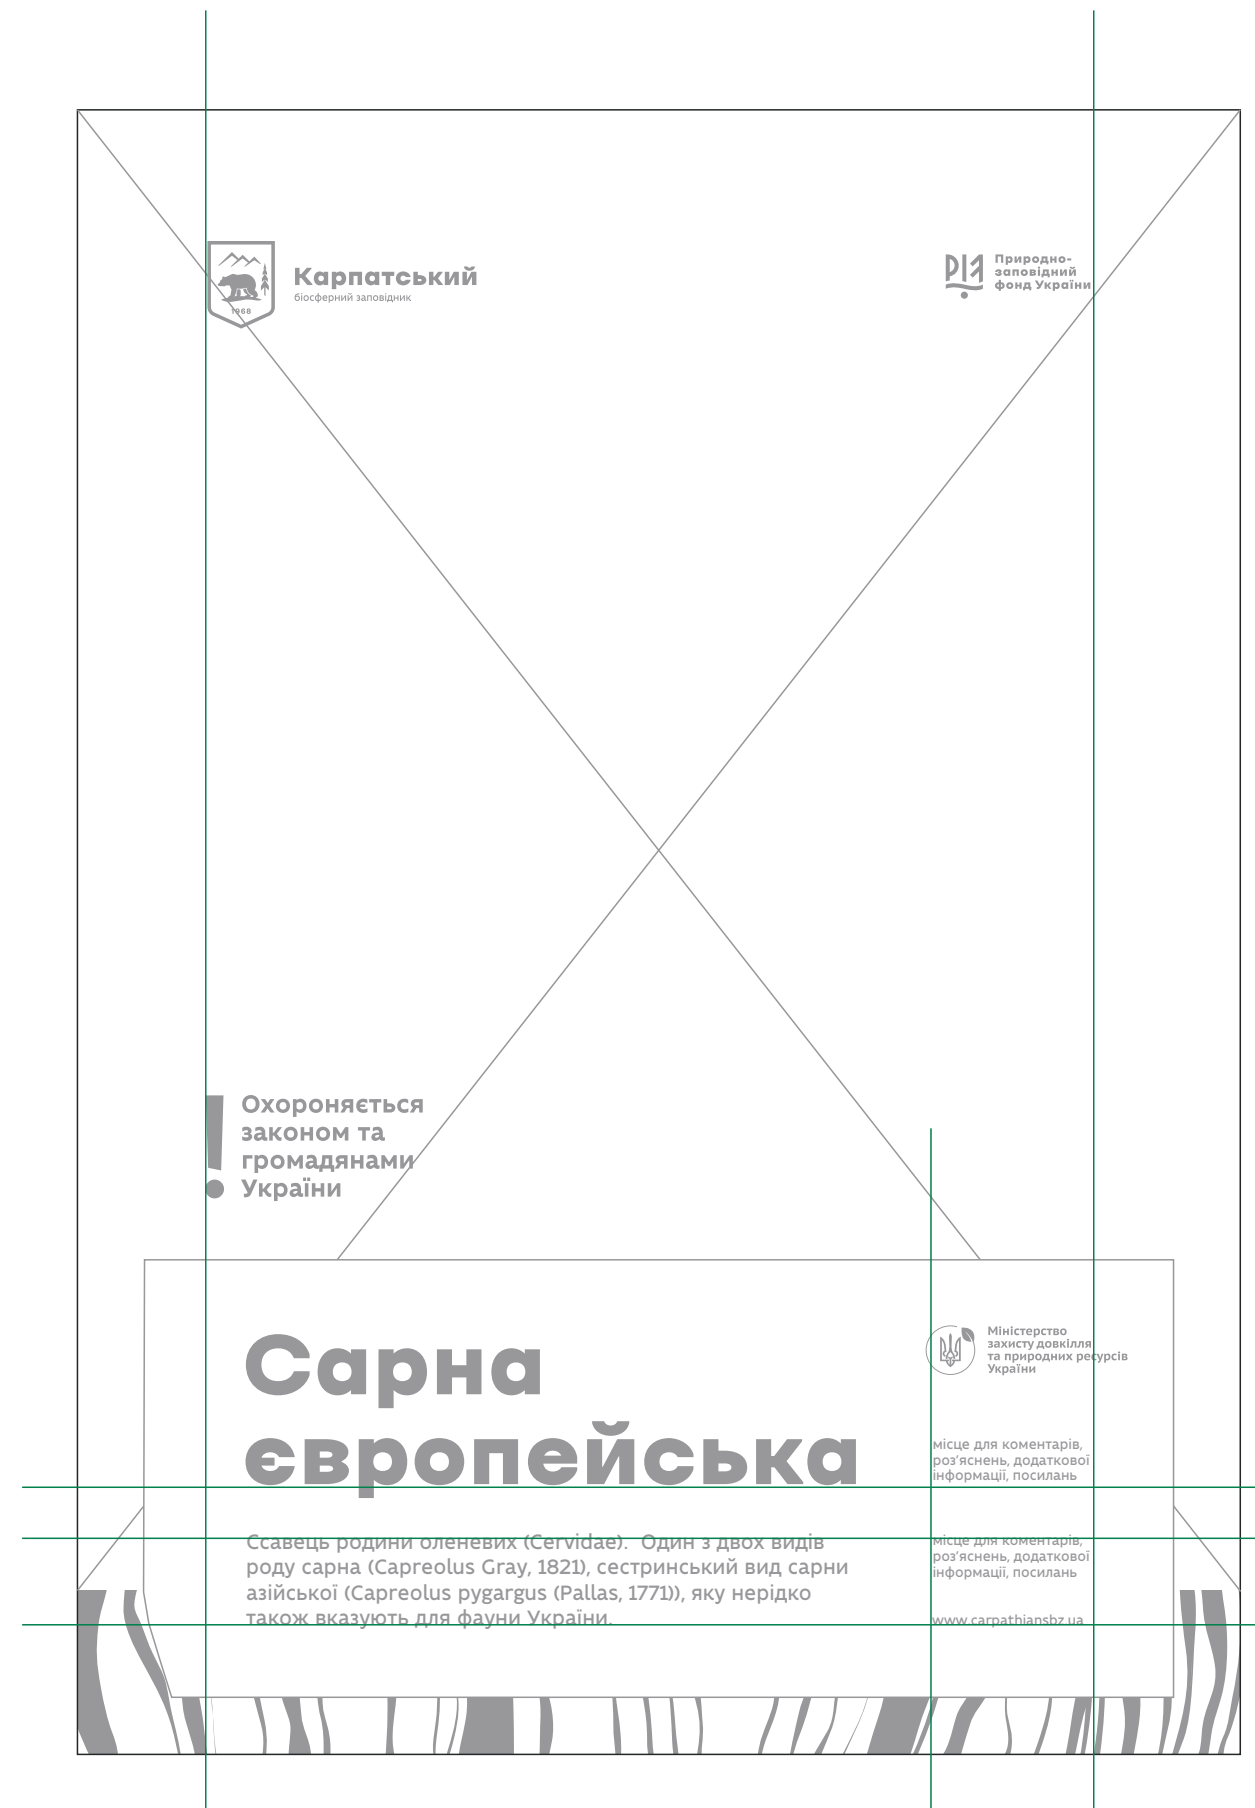 Карпатський
біосферний заповідник
1968
Природно-
заповідний
фонд України
Охороняється
законом та
громадянами
України
Сарна
європейська
Ссавець родини оленевих (Cervidae). Один з двох видів
роду сарна (Capreolus Gray, 1821), сестринський вид сарни
азійської (Capreolus pygargus (Pallas, 1771)), яку нерідко
також вказують для фауни України.
Міністерство
захисту довкілля
та природних ресурсів
України
місце для коментарів,
роз'яснень, додаткової
інформації, посилань
місце для коментарів,
роз'яснень, додаткової
інформації, посилань
www.carpathiansbz.ua